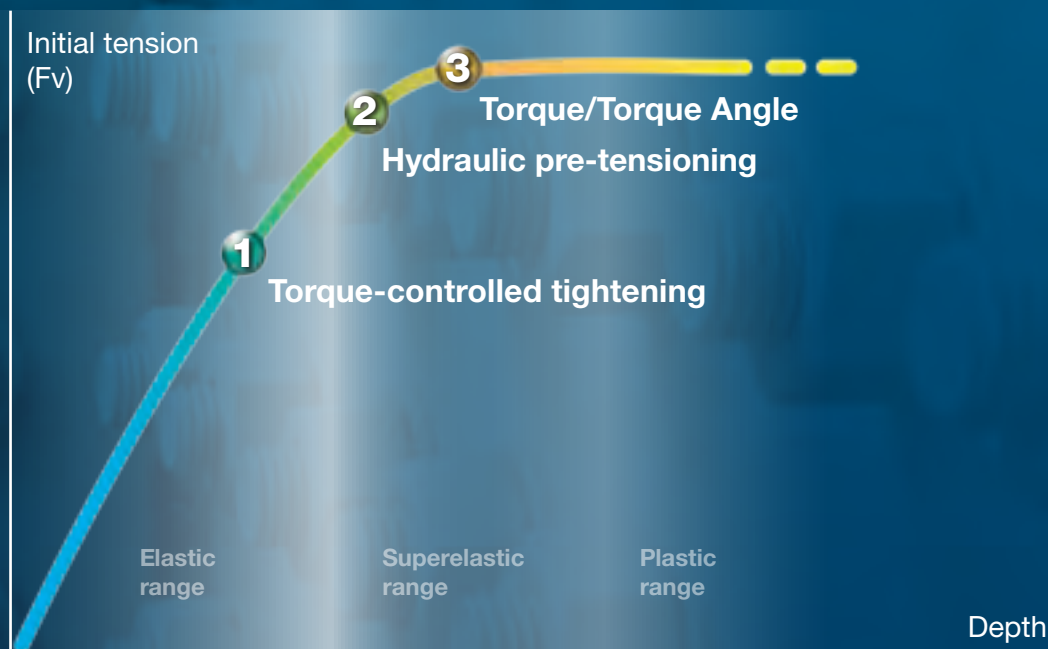 Initial tension
(Fv)
3
Torque/Torque Angle
2
Hydraulic pre-tensioning
1
Torque-controlled tightening
Elastic
range
Superelastic
range
Plastic
range
Depth